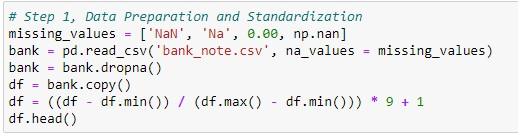 # Step 1, Data Preparation and Standardization
missing_values = ['NaN', 'Na', 0.00, np.nan]
bank = pd.read_csv('bank_note.csv', na_values = missing_values)
bank = bank.dropna()
df = bank.copy()
df = ((df - df.min()) / (df.max() - df.min())) * 9 + 1
df.head()